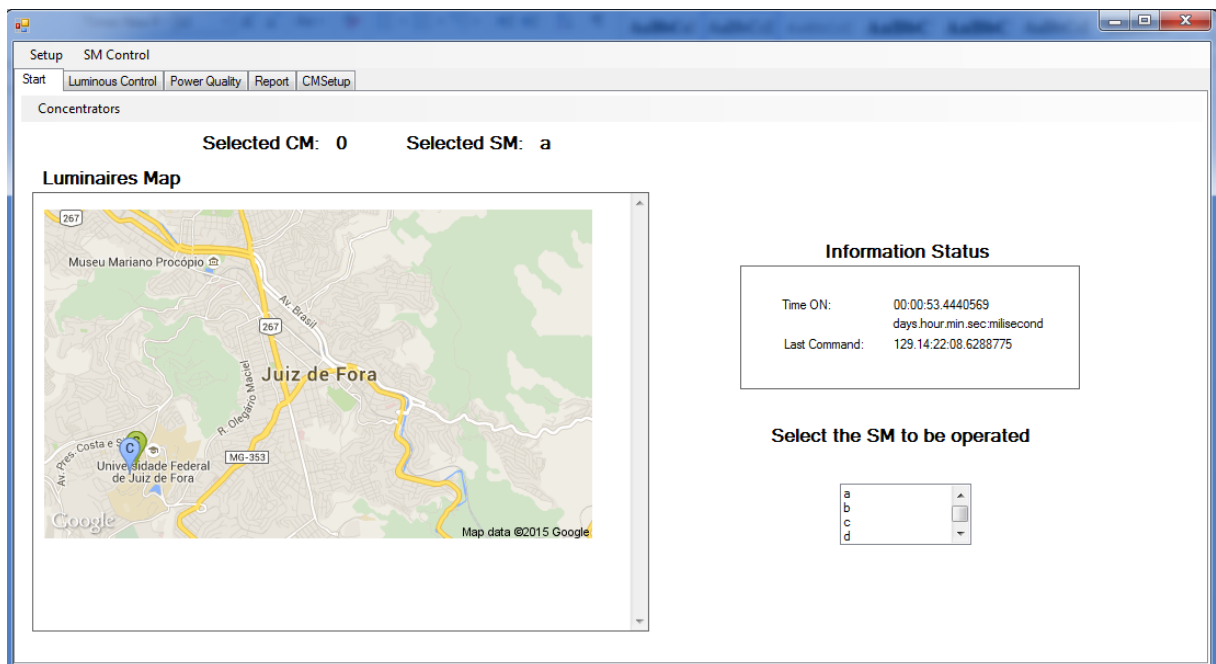 Setup SM Control
Start Luminous Control Power Quality Report CMSetup
Concentrators
Selected CM: 0 Selected SM: a
Luminaires Map
267
Museu Mariano Procópio
Av. Brasil
267
Juiz de Fora
R. Olegário Maciel
Av. Pres. Costa e S
C
Universidade Federal
de Juiz de Fora
MG-353
Google
Map data ©2015 Google
Information Status
Time ON: 00:00:53.4440569
days.hour.min.sec:milisecond
Last Command: 129.14:22:08.6288775
Select the SM to be operated
a
b
c
d